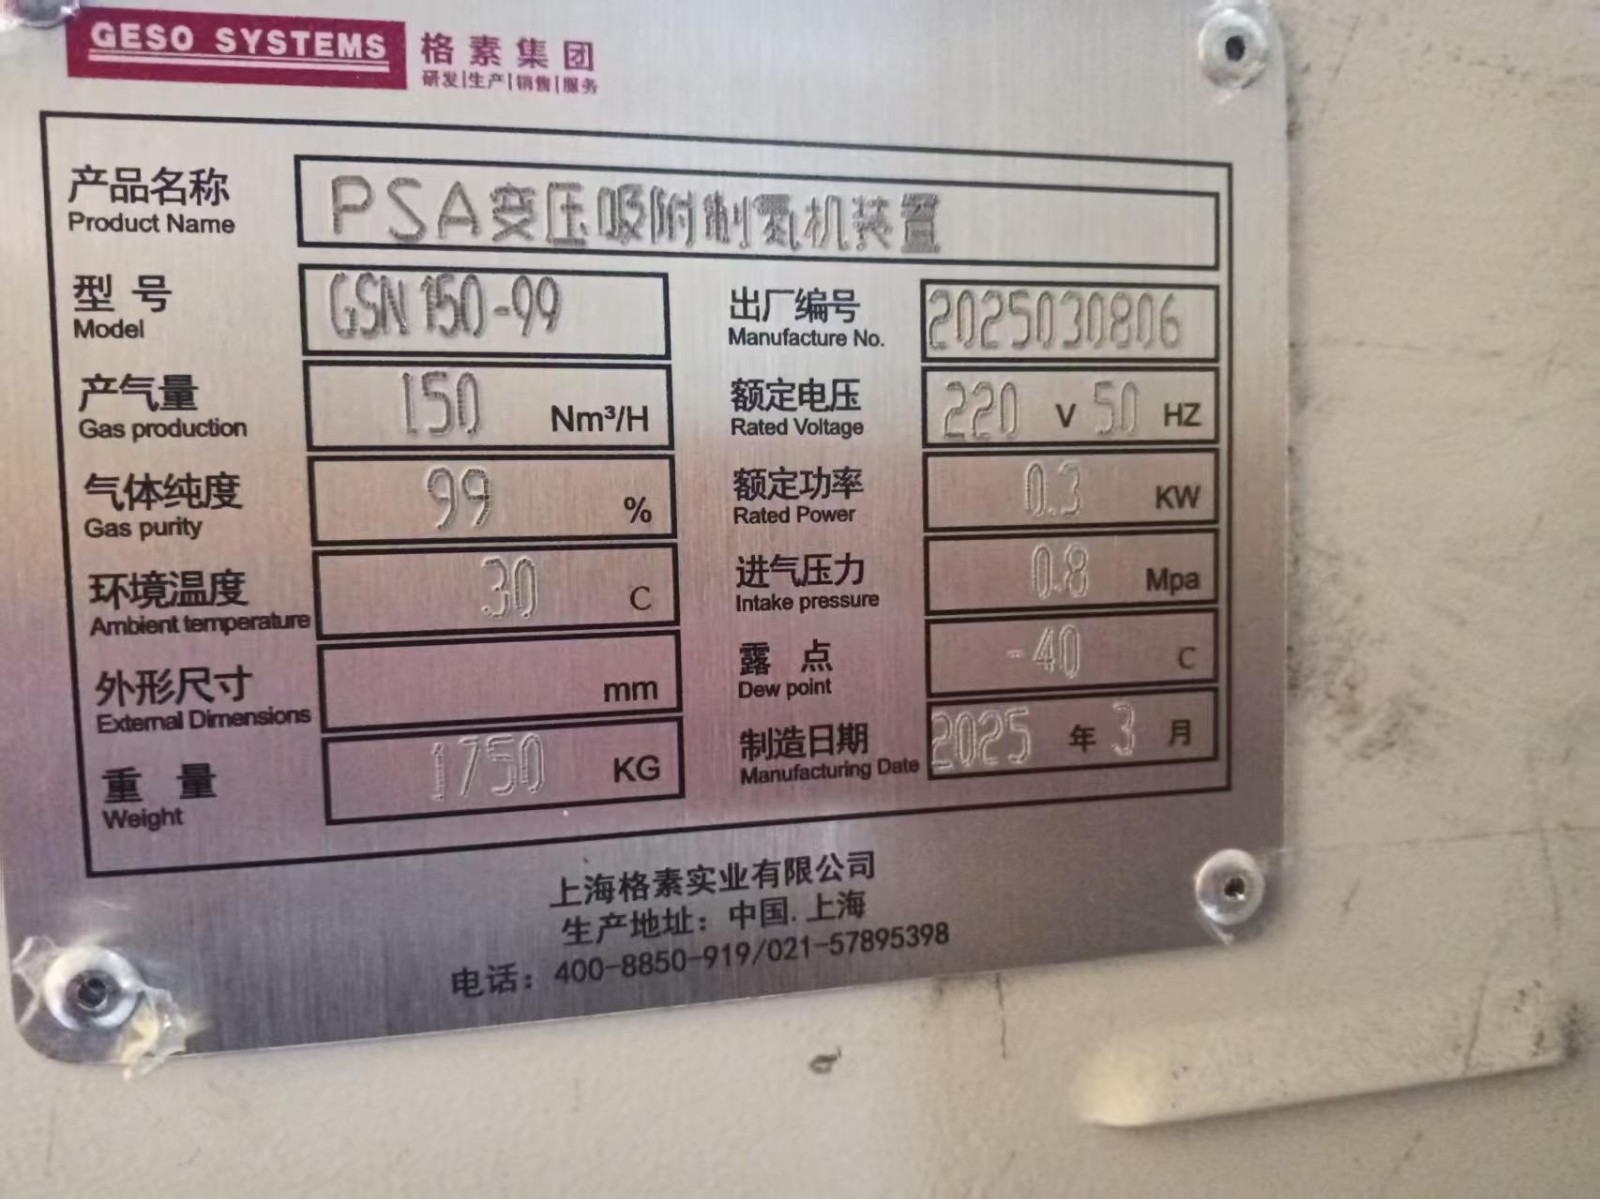 GESO SYSTEMS 格素集团
研发|生产|销售|服务
产品名称 PSA变压吸附制氮机装置
Product Name
型号 GSN150-99 出厂编号 2025030806
Model Manufacture No.
产气量 150 Nm³/H 额定电压 220 V 50 HZ
Gas production Rated Voltage
气体纯度 99 % 额定功率 0.3 KW
Gas purity Rated Power
环境温度 30 C 进气压力 0.8 Mpa
Ambient temperature Intake pressure
外形尺寸 mm 露点 -40 C
External Dimensions Dew point
重量 1750 KG 制造日期 2025 年 3 月
Weight Manufacturing Date
上海格素实业有限公司
生产地址：中国.上海
电话：400-8850-919/021-57895398